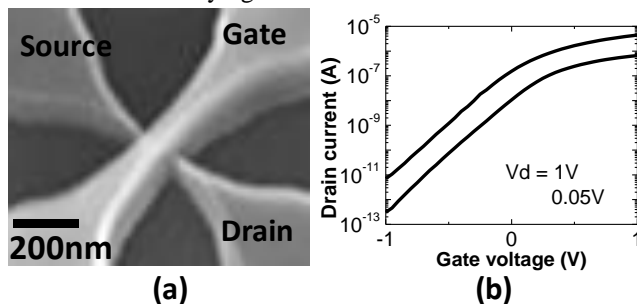 Source
Gate
Drain
200nm
(a)
Drain current (A)
10-5
10-7
10-9
10-11
10-13
Vd = 1V
0.05V
-1
0
1
Gate voltage (V)
(b)